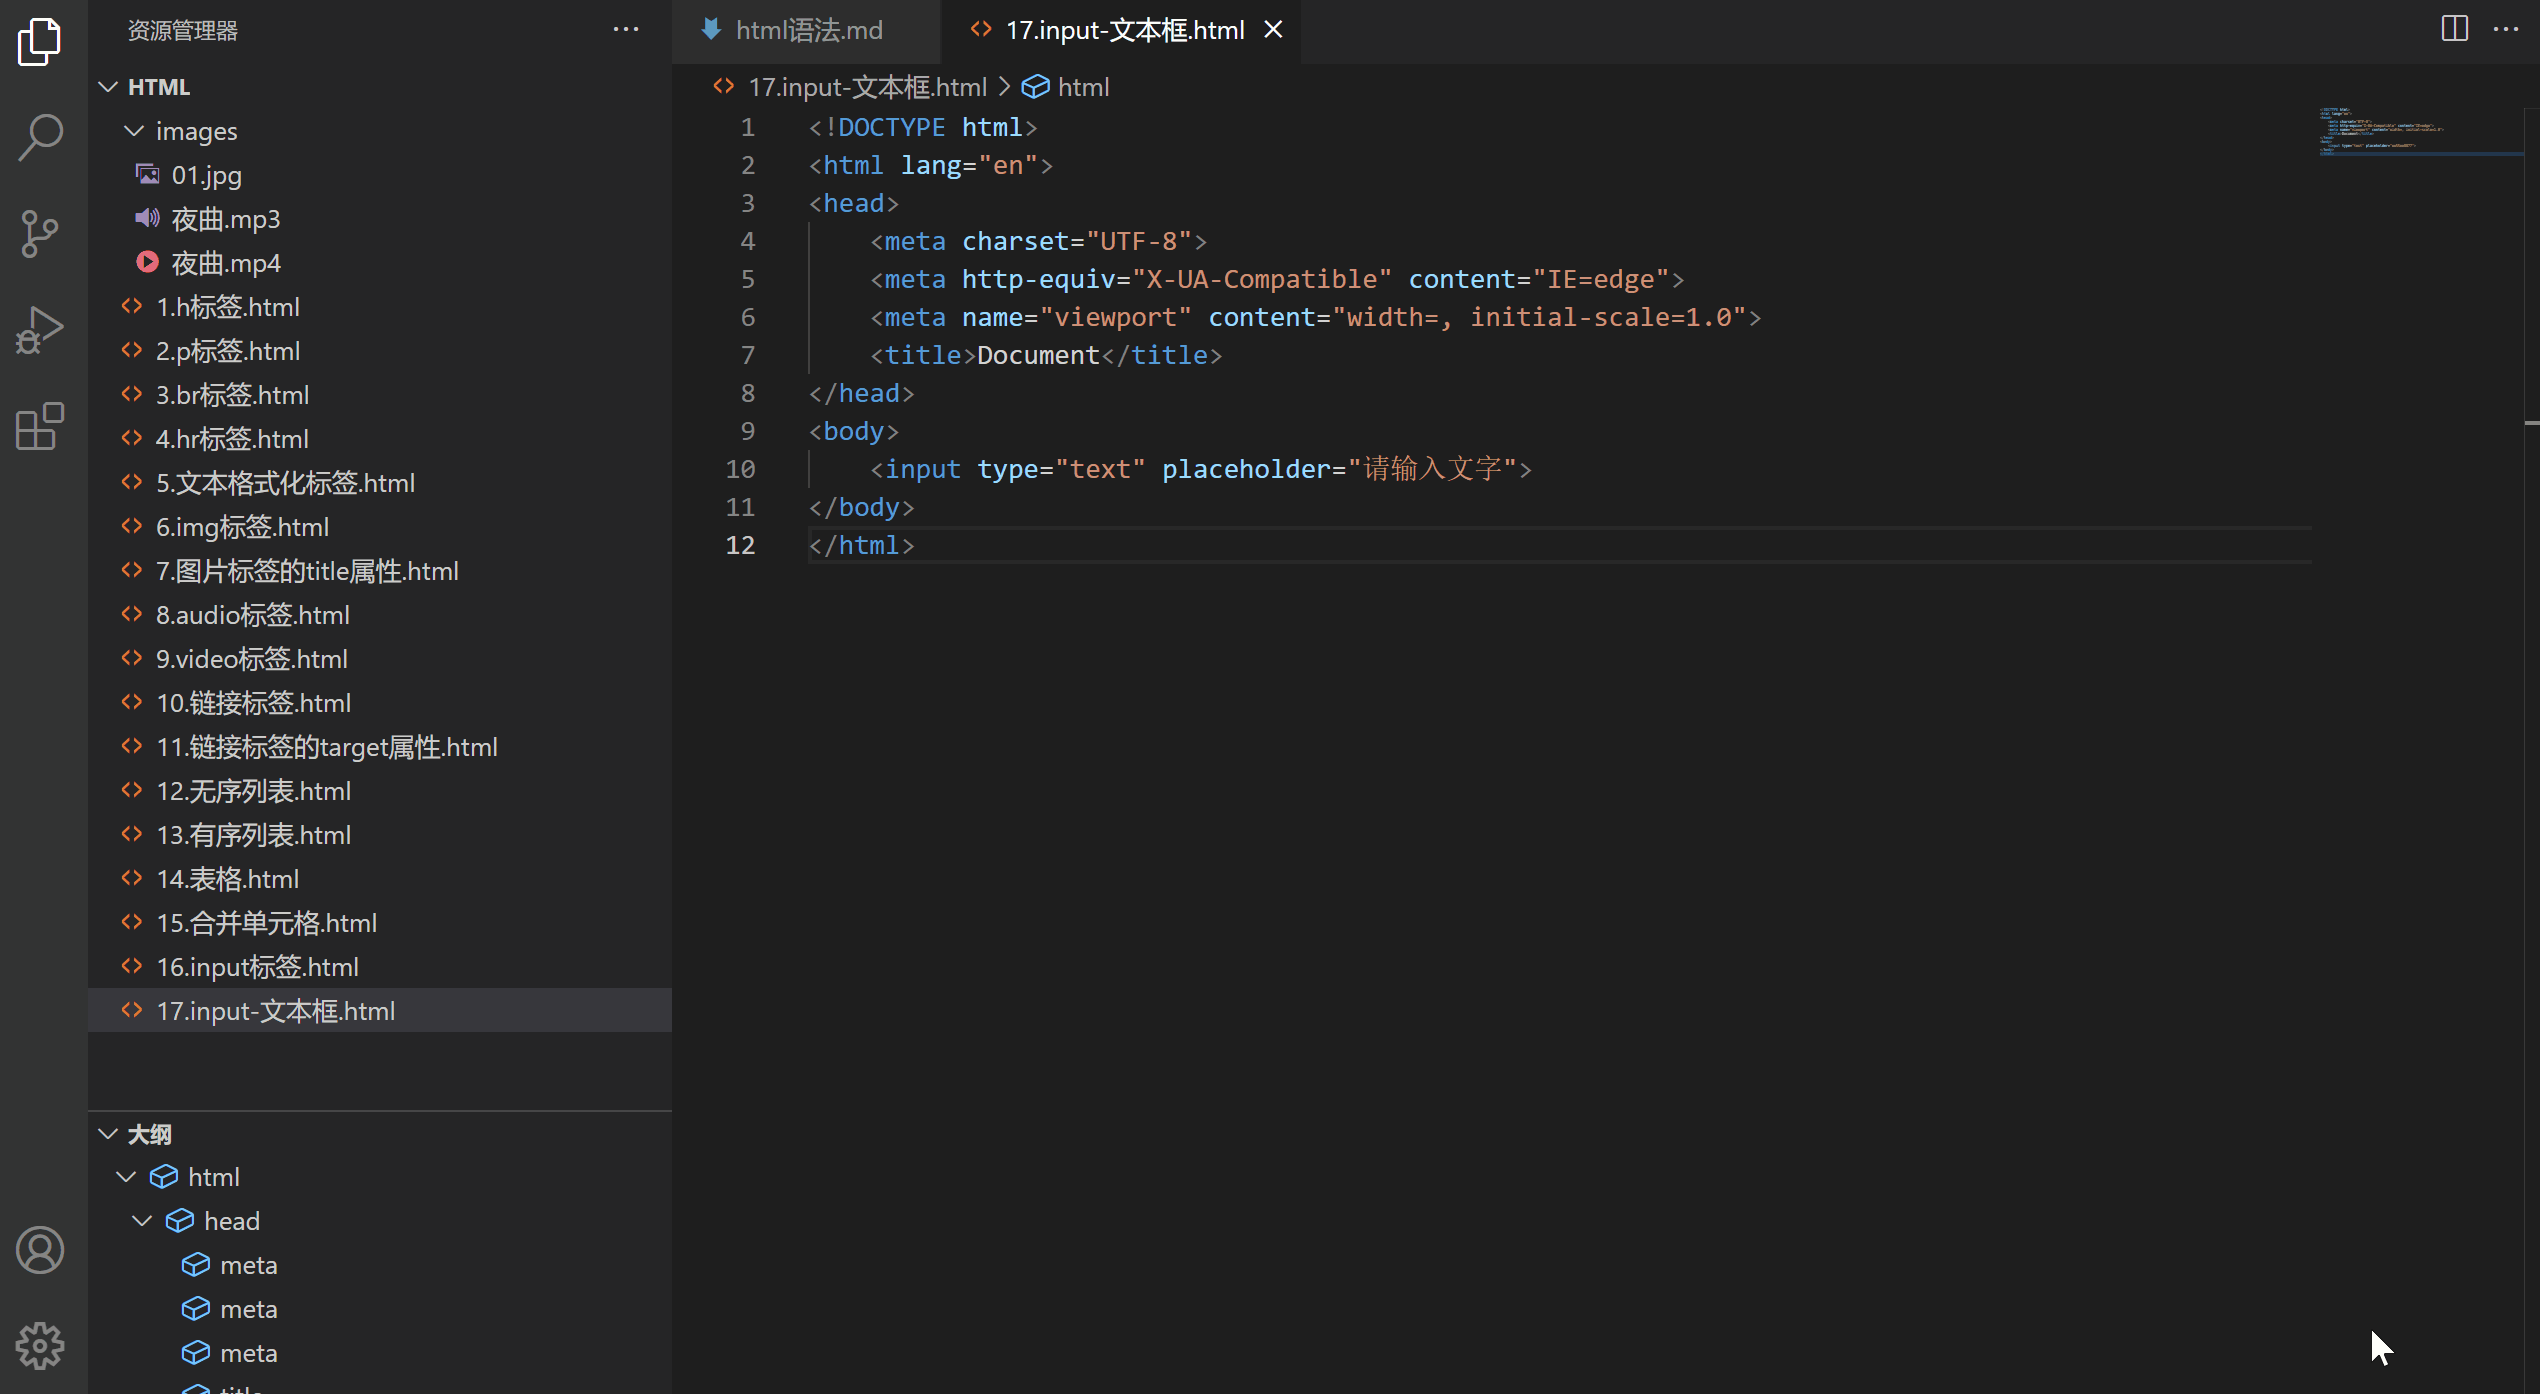 资源管理器
HTML
images
01.jpg
夜曲.mp3
夜曲.mp4
1.h标签.html
2.p标签.html
3.br标签.html
4.hr标签.html
5.文本格式化标签.html
6.img标签.html
7.图片标签的title属性.html
8.audio标签.html
9.video标签.html
10.链接标签.html
11.链接标签的target属性.html
12.无序列表.html
13.有序列表.html
14.表格.html
15.合并单元格.html
16.input标签.html
17.input-文本框.html
大纲
html
head
meta
meta
meta
html语法.md
17.input-文本框.html
17.input-文本框.html > html
1 <!DOCTYPE html>
2 <html lang="en">
3 <head>
4 <meta charset="UTF-8">
5 <meta http-equiv="X-UA-Compatible" content="IE=edge">
6 <meta name="viewport" content="width=, initial-scale=1.0">
7 <title>Document</title>
8 </head>
9 <body>
10 <input type="text" placeholder="请输入文字">
11 </body>
12 </html>